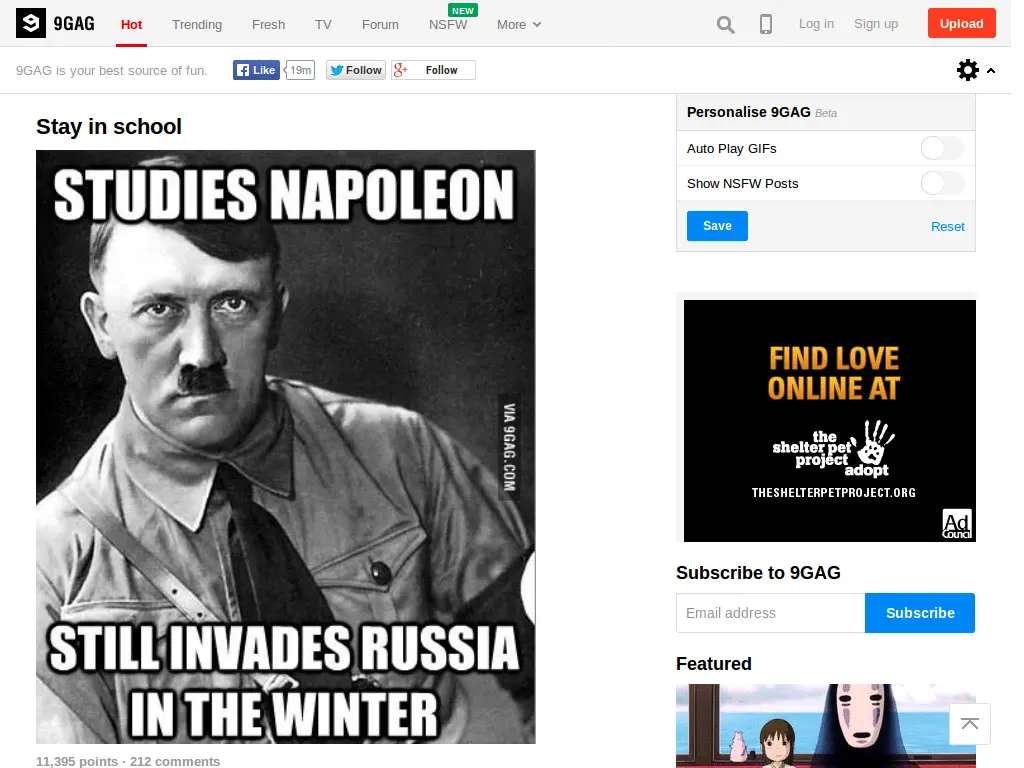 9GAG Hot Trending Fresh TV Forum NSFW NEW More Log in Sign up Upload
9GAG is your best source of fun. Like 19m Follow Follow
Stay in school
STUDIES NAPOLEON
VIA 9GAG.COM
STILL INVADES RUSSIA
IN THE WINTER
11,395 points · 212 comments
Personalise 9GAG Beta
Auto Play GIFs
Show NSFW Posts
Save Reset
FIND LOVE
ONLINE AT
the
shelter pet
project
adopt
THESHELTERPETPROJECT.ORG
Ad
Council
Subscribe to 9GAG
Email address Subscribe
Featured